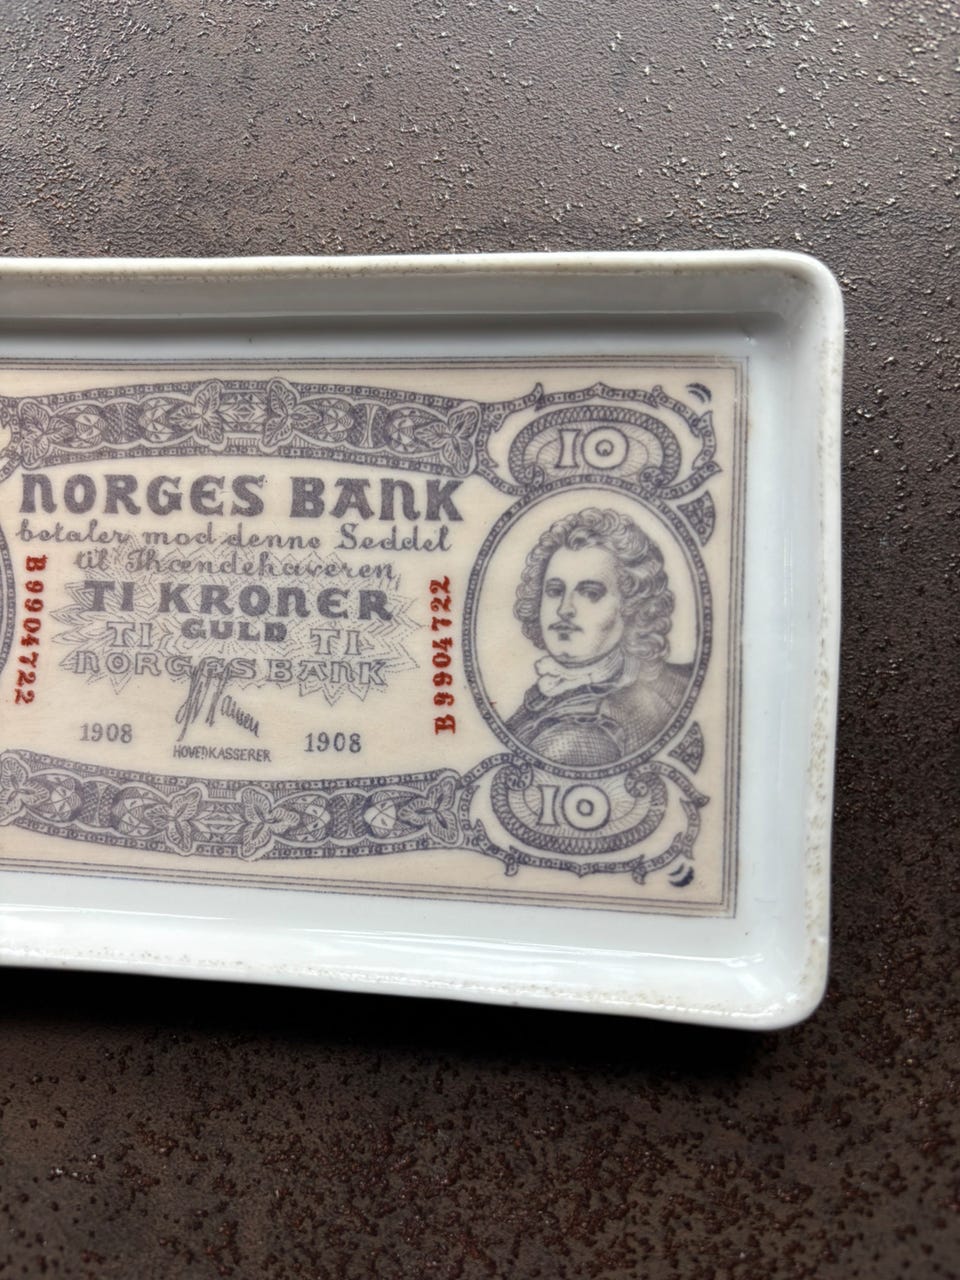 10
NORGES BANK
betaler mod denne Seddel
til Ihændehaveren
TI KRONER
TI GULD TI
NORGES BANK
B 9904722
B 9904722
1908
1908
HOVEDKASSERER
10